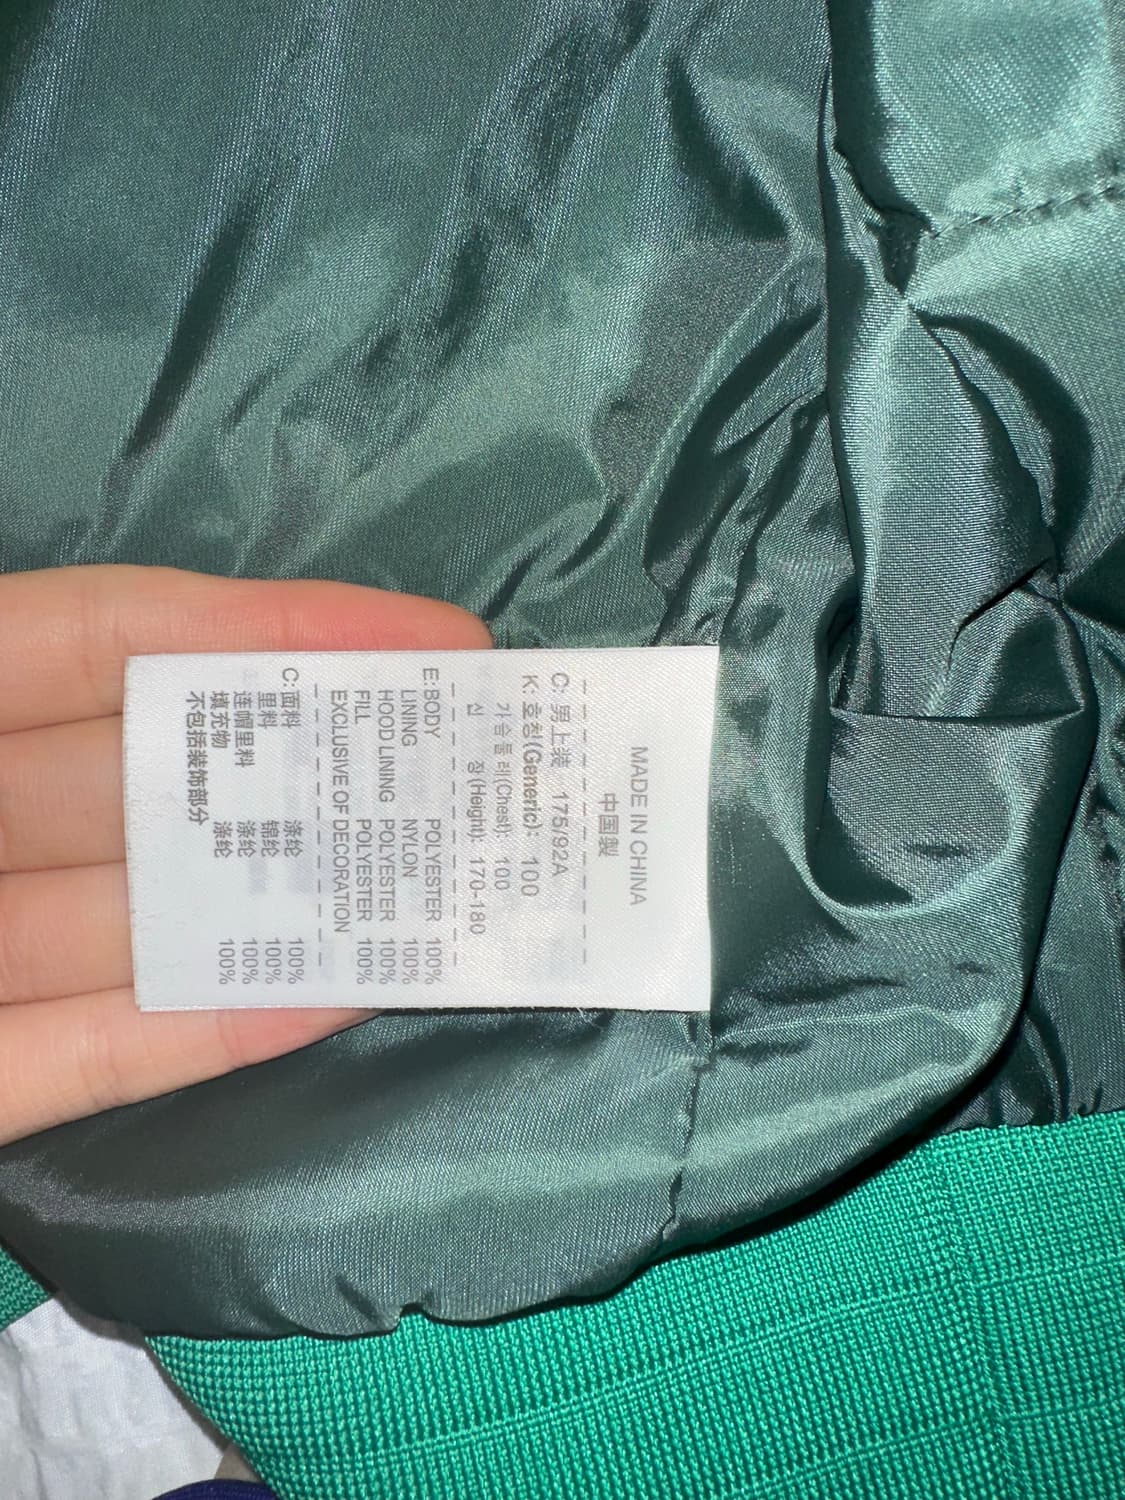 MADE IN CHINA
中国製
C: 男上装 175/92A
K: 호칭(Generic): 100
가슴둘레(Chest): 100
신 장(Height): 170-180
E:BODY POLYESTER 100%
LINING NYLON 100%
HOOD LINING POLYESTER 100%
FILL POLYESTER 100%
EXCLUSIVE OF DECORATION
C:面料 涤纶 100%
里料 锦纶 100%
连帽里料 涤纶 100%
填充物 涤纶 100%
不包括装饰部分